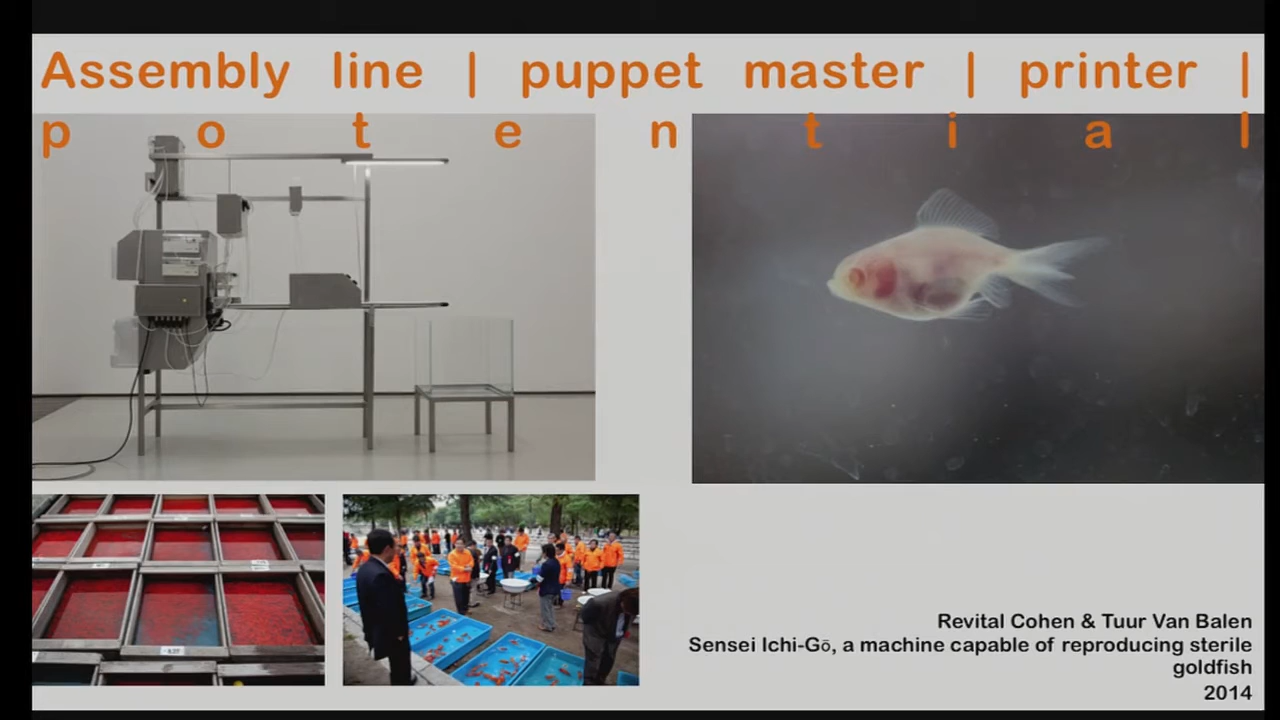 Assembly line | puppet master | printer |
potential
Revital Cohen & Tuur Van Balen
Sensei Ichi-Gō, a machine capable of reproducing sterile
goldfish
2014